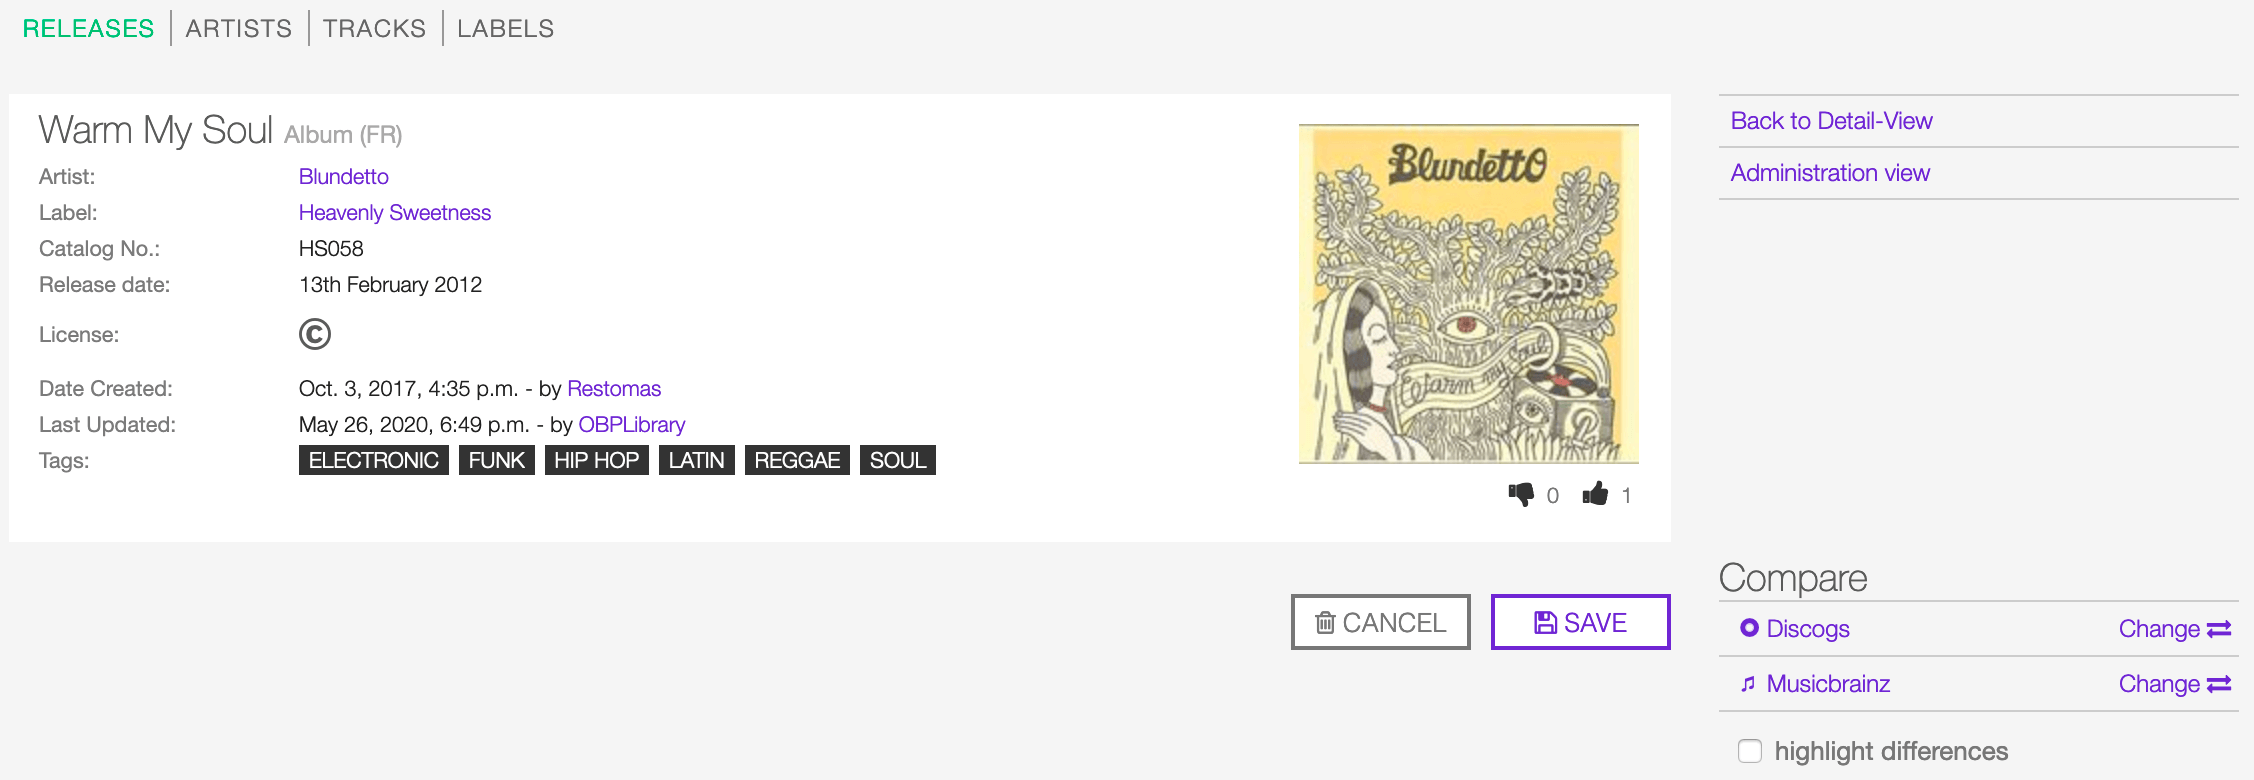 RELEASES ARTISTS TRACKS LABELS
Warm My Soul Album (FR)
Artist: Blundetto
Label: Heavenly Sweetness
Catalog No.: HS058
Release date: 13th February 2012
License: ©
Date Created: Oct. 3, 2017, 4:35 p.m. - by Restomas
Last Updated: May 26, 2020, 6:49 p.m. - by OBPLibrary
Tags: ELECTRONIC FUNK HIP HOP LATIN REGGAE SOUL
Blundetto
Warm my Soul
0 1
CANCEL SAVE
Back to Detail-View
Administration view
Compare
Discogs Change
Musicbrainz Change
highlight differences